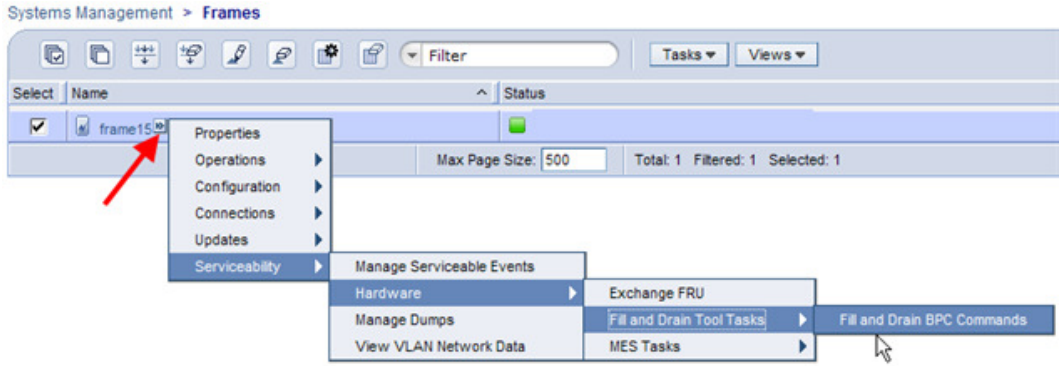 Systems Management > Frames
Filter Tasks Views
Select Name Status
frame15
Max Page Size: 500 Total: 1 Filtered: 1 Selected: 1
Properties
Operations
Configuration
Connections
Updates
Serviceability
Manage Serviceable Events
Hardware
Manage Dumps
View VLAN Network Data
Exchange FRU
Fill and Drain Tool Tasks
MES Tasks
Fill and Drain BPC Commands